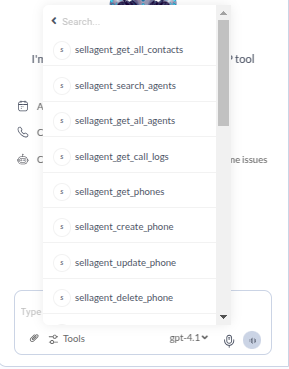 Search...
I'm
tool
s sellagent_get_all_contacts
s sellagent_search_agents
s sellagent_get_all_agents
s sellagent_get_call_logs
ne issues
s sellagent_get_phones
s sellagent_create_phone
s sellagent_update_phone
s sellagent_delete_phone
Type
Tools
gpt-4.1